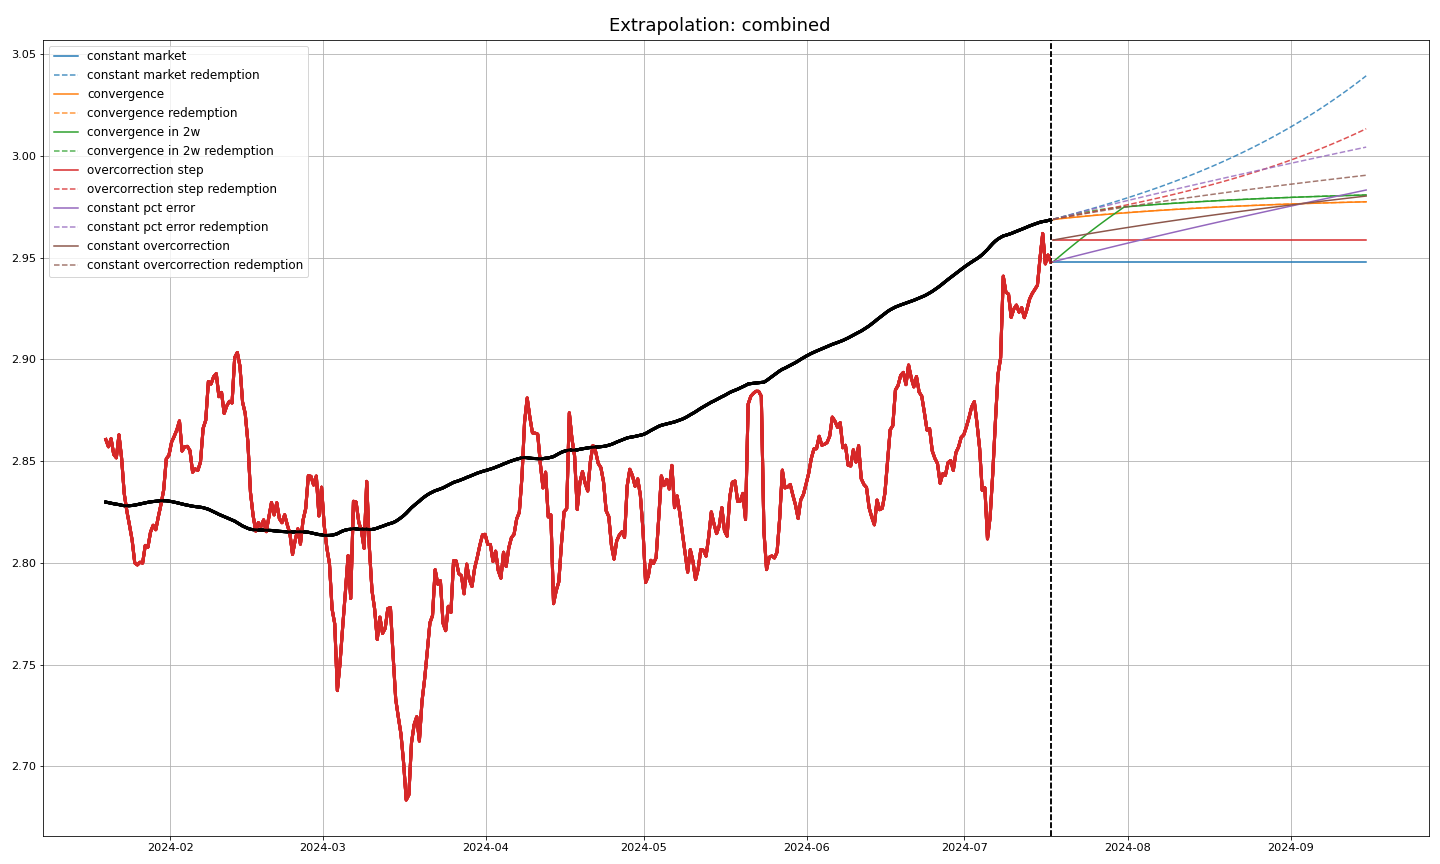 Extrapolation: combined
constant market
constant market redemption
convergence
convergence redemption
convergence in 2w
convergence in 2w redemption
overcorrection step
overcorrection step redemption
constant pct error
constant pct error redemption
constant overcorrection
constant overcorrection redemption
3.05
3.00
2.95
2.90
2.85
2.80
2.75
2.70
2024-02
2024-03
2024-04
2024-05
2024-06
2024-07
2024-08
2024-09